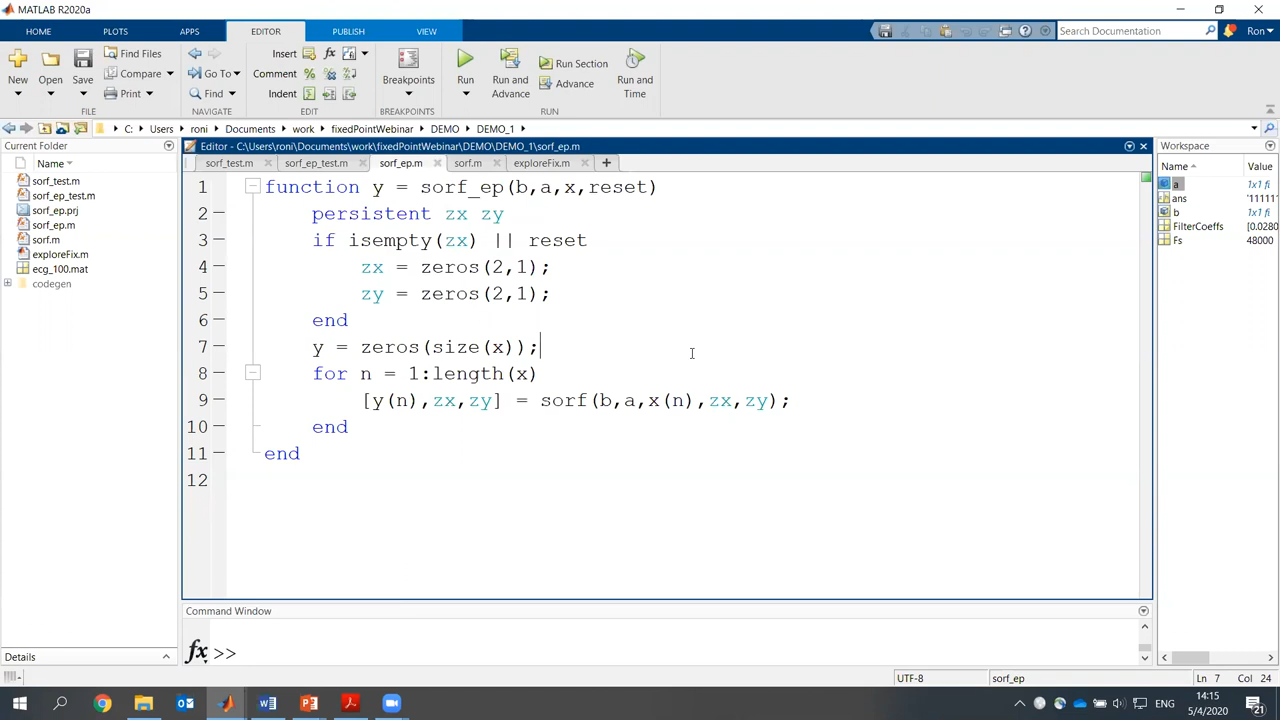 MATLAB R2020a
HOME PLOTS APPS EDITOR PUBLISH VIEW
Search Documentation Ron
New Open Save Find Files Compare Print
Go To Find
Insert fx
Comment % %
Indent
Breakpoints
Run Run and Advance Run Section Advance Run and Time
FILE NAVIGATE EDIT BREAKPOINTS RUN
C: Users roni Documents work fixedPointWebinar DEMO DEMO_1
Current Folder
Name
sorf_test.m
sorf_ep_test.m
sorf_ep.prj
sorf_ep.m
sorf.m
exploreFix.m
ecg_100.mat
codegen
Details
Editor - C:\Users\roni\Documents\work\fixedPointWebinar\DEMO\DEMO_1\sorf_ep.m
sorf_test.m sorf_ep_test.m sorf_ep.m sorf.m exploreFix.m
1 function y = sorf_ep(b,a,x,reset)
2 persistent zx zy
3 if isempty(zx) || reset
4 zx = zeros(2,1);
5 zy = zeros(2,1);
6 end
7 y = zeros(size(x));
8 for n = 1:length(x)
9 [y(n),zx,zy] = sorf(b,a,x(n),zx,zy);
10 end
11 end
12
Command Window
fx >>
Workspace
Name Value
a 1x1 fi
ans '11111
b 1x1 fi
FilterCoeffs [0.0280
Fs 48000
UTF-8 sorf_ep Ln 7 Col 24
ENG
14:15
5/4/2020
21